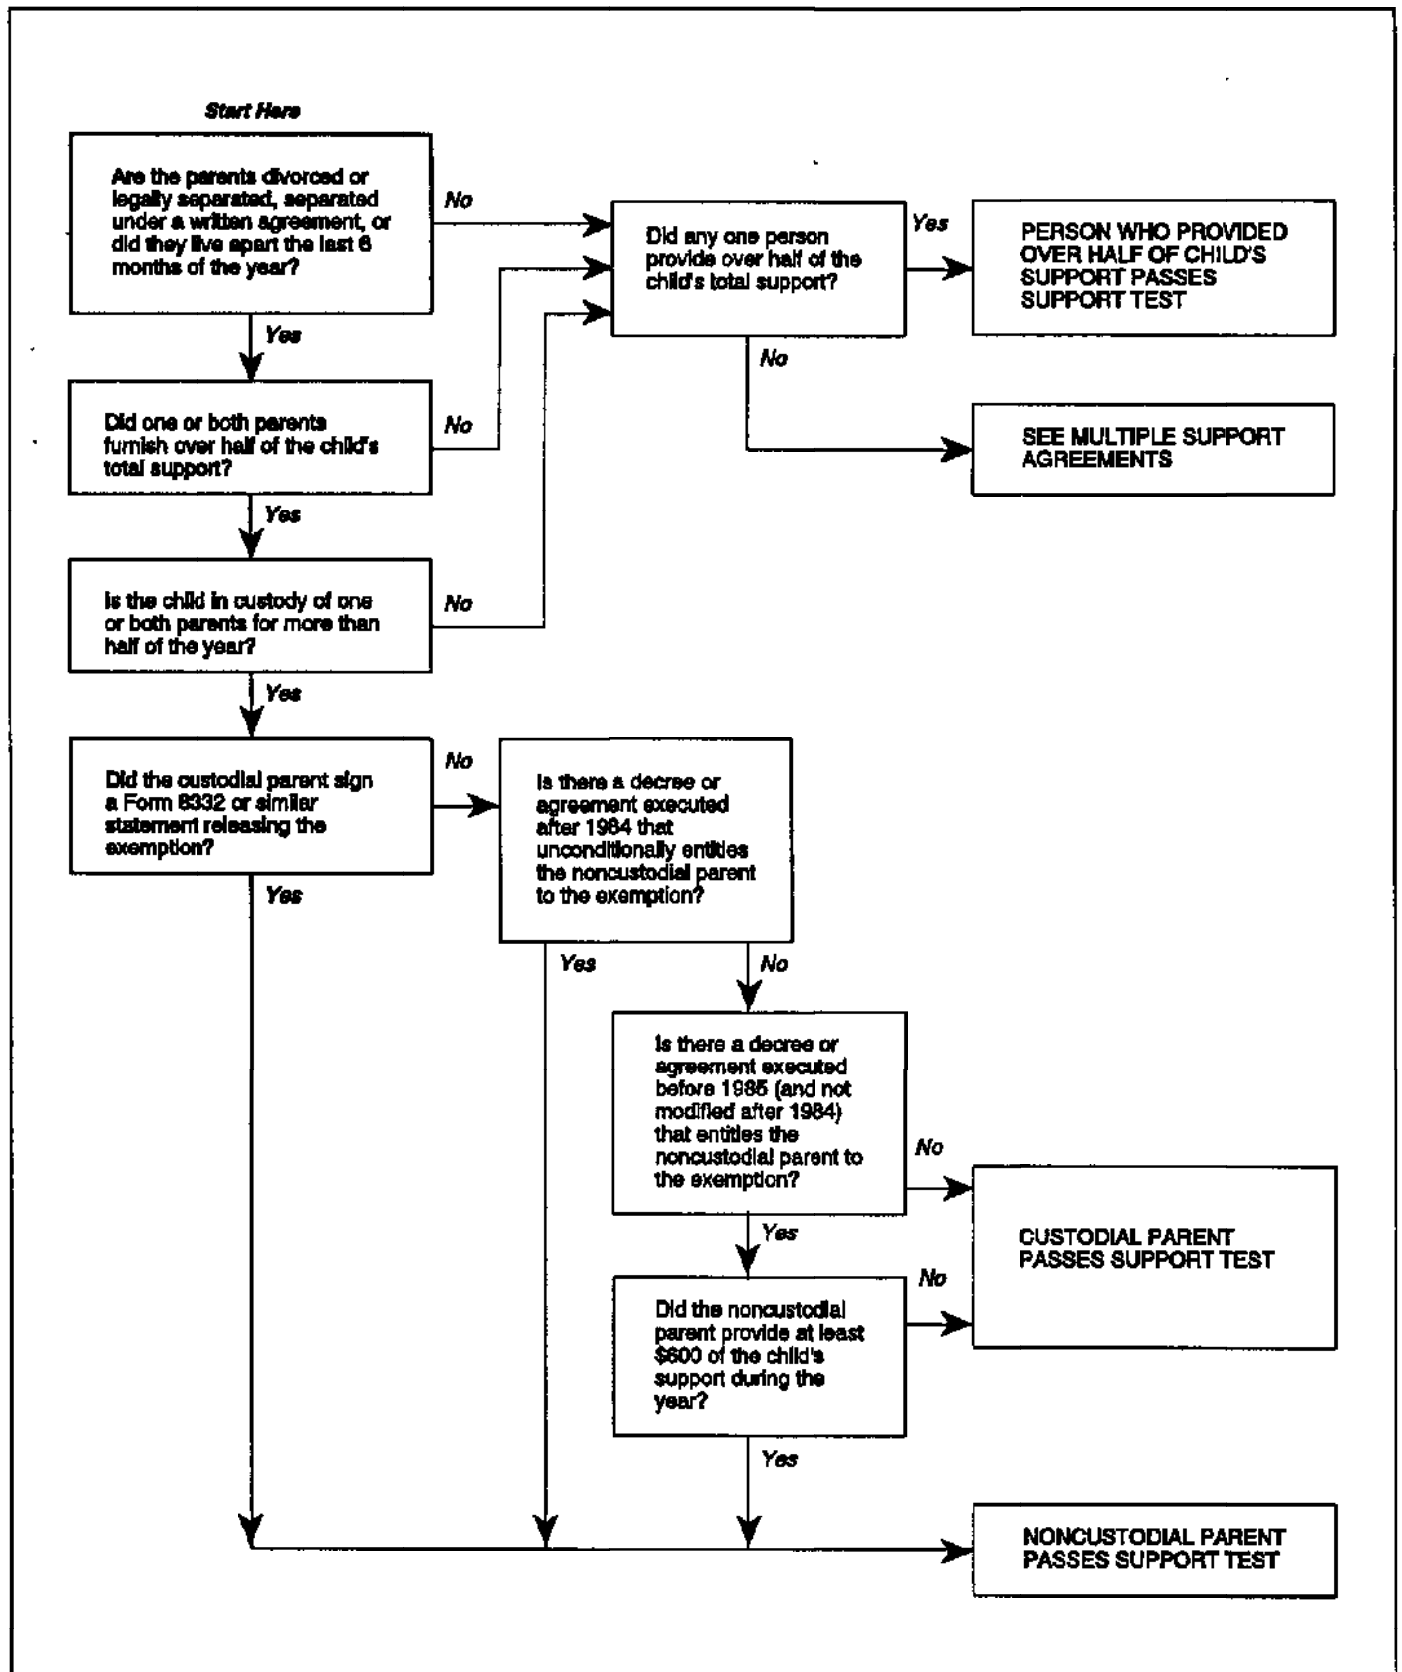 Start Here
Are the parents divorced or
legally separated, separated
under a written agreement, or
did they live apart the last 6
months of the year?
No
Yes
Did any one person
provide over half of the
child's total support?
Yes
PERSON WHO PROVIDED
OVER HALF OF CHILD'S
SUPPORT PASSES
SUPPORT TEST
No
SEE MULTIPLE SUPPORT
AGREEMENTS
Did one or both parents
furnish over half of the child's
total support?
No
Yes
Is the child in custody of one
or both parents for more than
half of the year?
No
Yes
Did the custodial parent sign
a Form 8332 or similar
statement releasing the
exemption?
No
Yes
Is there a decree or
agreement executed
after 1984 that
unconditionally entitles
the noncustodial parent
to the exemption?
Yes
No
Is there a decree or
agreement executed
before 1985 (and not
modified after 1984)
that entitles the
noncustodial parent to
the exemption?
No
Yes
CUSTODIAL PARENT
PASSES SUPPORT TEST
Did the noncustodial
parent provide at least
$600 of the child's
support during the
year?
No
Yes
NONCUSTODIAL PARENT
PASSES SUPPORT TEST